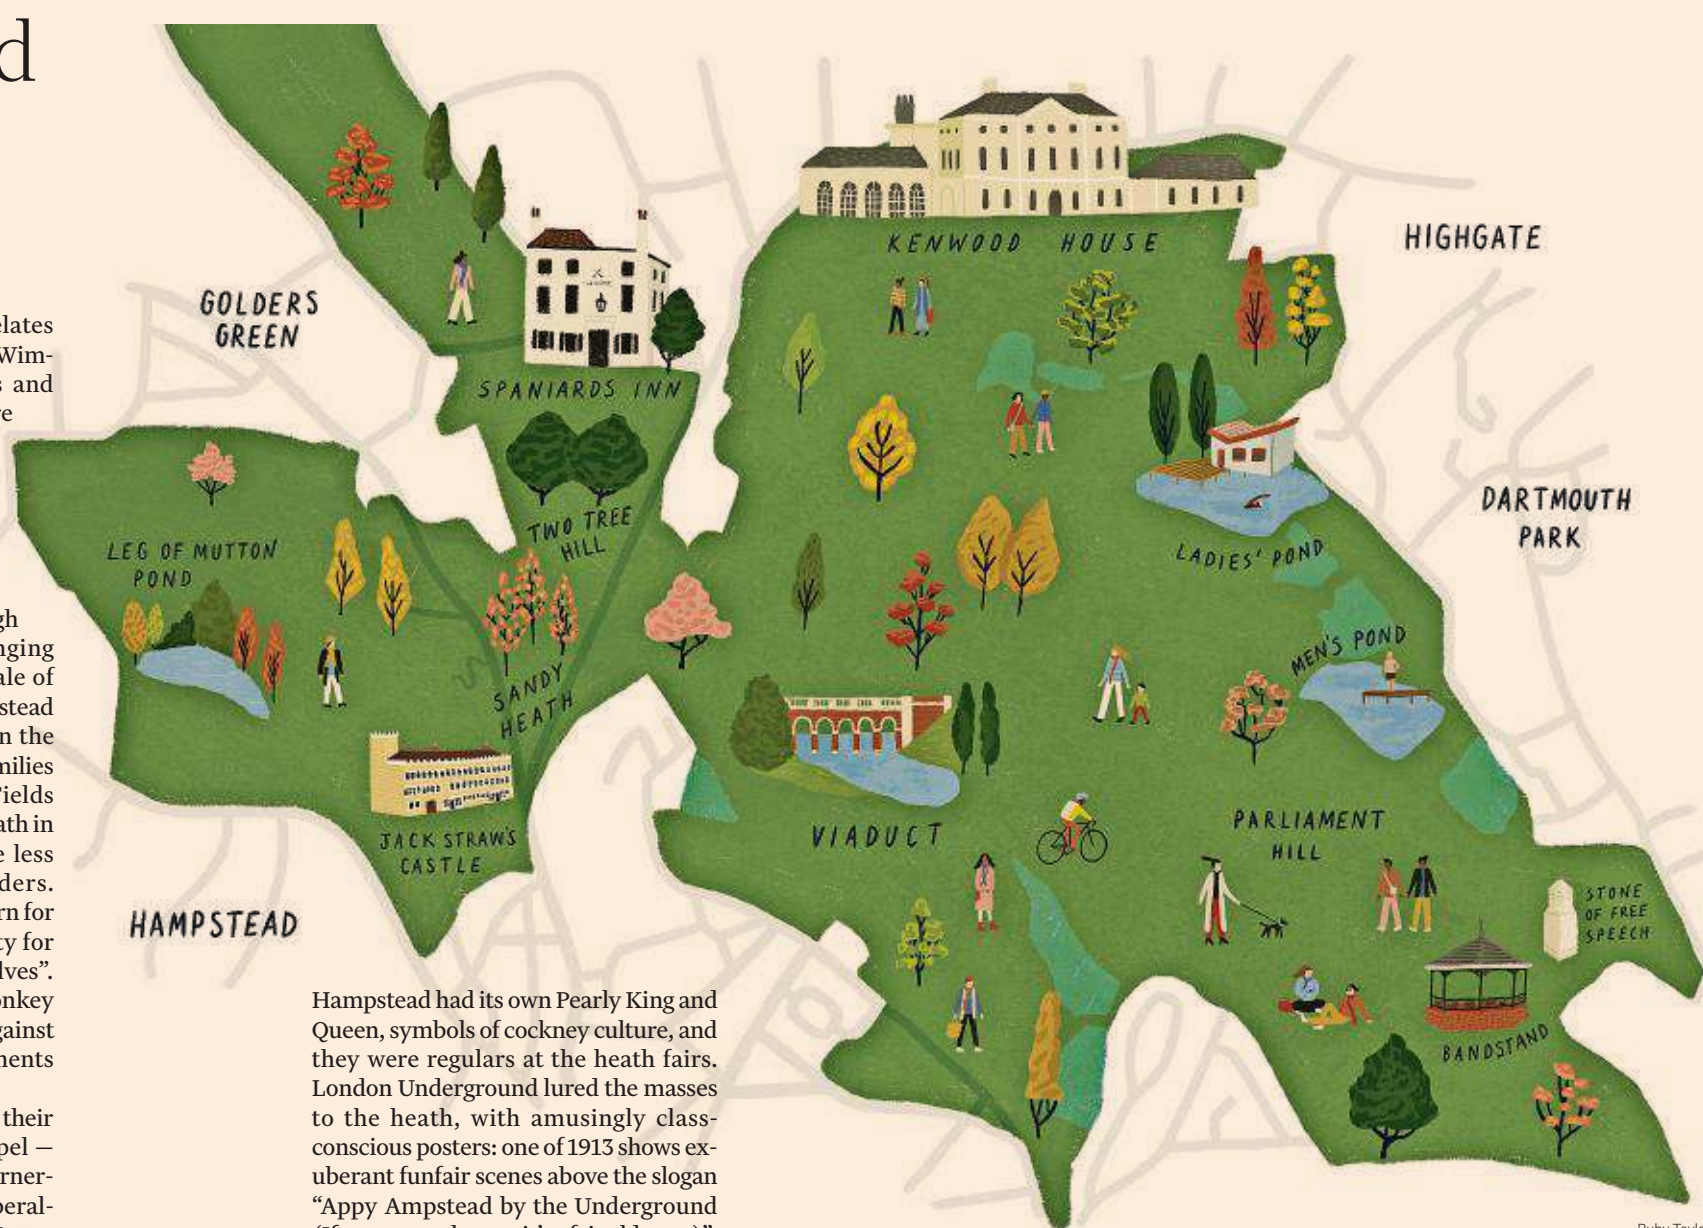 d
GOLDERS
GREEN
SPANIARDS INN
KENWOOD HOUSE
HIGHGATE
DARTMOUTH
PARK
TWO TREE
HILL
LEG OF MUTTON
POND
SANDY
HEATH
LADIES' POND
MEN'S POND
JACK STRAW'S
CASTLE
VIADUCT
PARLIAMENT
HILL
STONE
OF FREE
SPEECH
BANDSTAND
HAMPSTEAD
elates
Wim-
s and
re
gh
nging
ale of
stead
n the
milies
Fields
ath in
e less
ders.
rn for
ty for
lves”.
onkey
gainst
nents
their
pel —
rner-
peral-
Hampstead had its own Pearly King and
Queen, symbols of cockney culture, and
they were regulars at the heath fairs.
London Underground lured the masses
to the heath, with amusingly class-
conscious posters: one of 1913 shows ex-
uberant funfair scenes above the slogan
“Appy Ampstead by the Underground